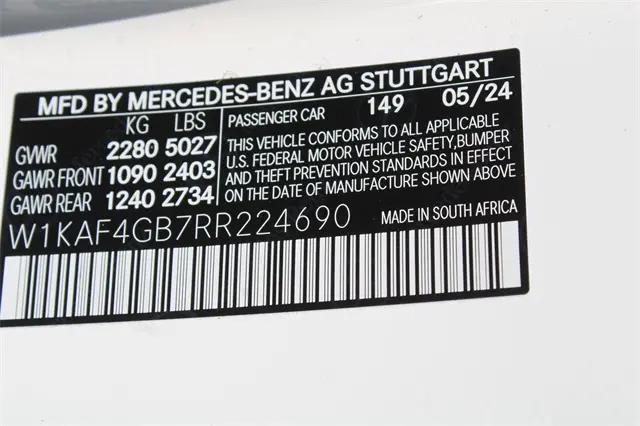 MFD BY MERCEDES-BENZ AG STUTTGART
KG LBS
GVWR 2280 5027
GAWR FRONT 1090 2403
GAWR REAR 1240 2734
PASSENGER CAR 149 05/24
THIS VEHICLE CONFORMS TO ALL APPLICABLE
U.S. FEDERAL MOTOR VEHICLE SAFETY, BUMPER
AND THEFT PREVENTION STANDARDS IN EFFECT
ON THE DATE OF MANUFACTURE SHOWN ABOVE.
W1KAF4GB7RR224690 MADE IN SOUTH AFRICA